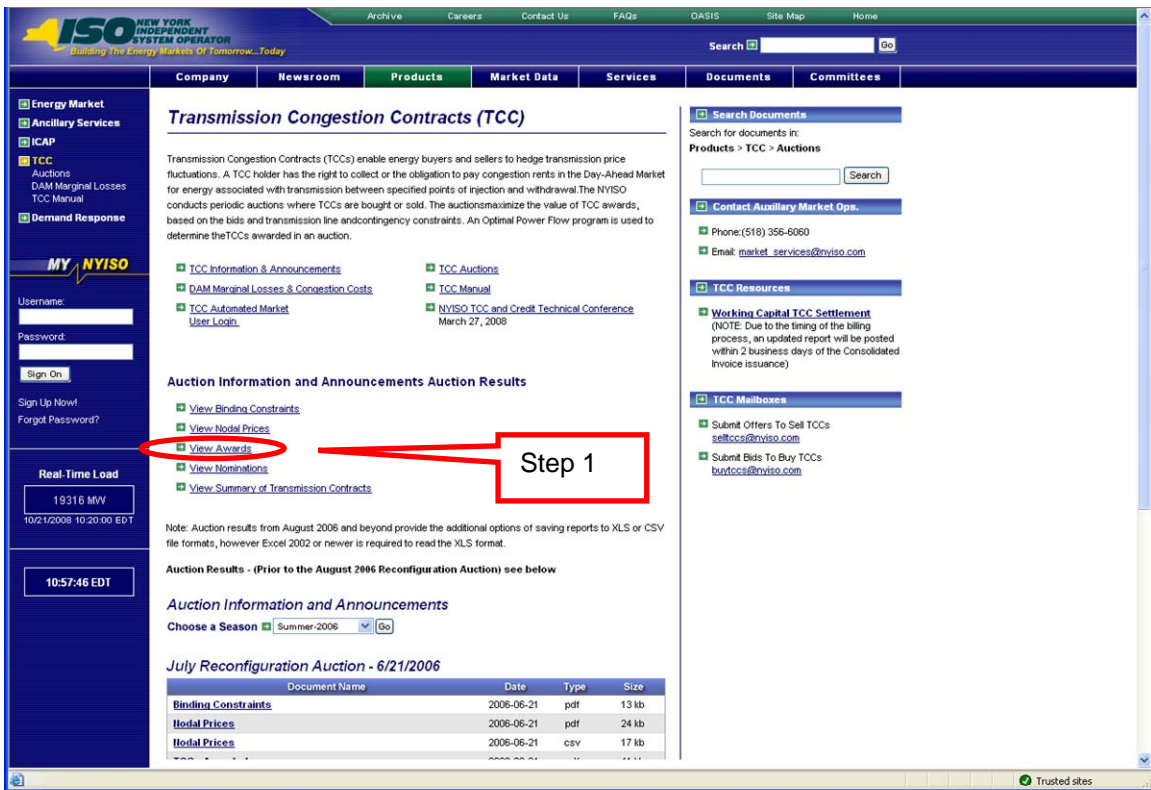 Archive Careers Contact Us FAQs OASIS Site Map Home
ISO NEW YORK
INDEPENDENT
SYSTEM OPERATOR
Building The Energy Markets Of Tomorrow...Today
Search Go
Company Newsroom Products Market Data Services Documents Committees
Energy Market
Ancillary Services
ICAP
TCC
Auctions
DAM Marginal Losses
TCC Manual
Demand Response
MY NYISO
Username:
Password:
Sign On
Sign Up Now!
Forgot Password?
Real-Time Load
19316 MW
10/21/2008 10:20:00 EDT
10:57:46 EDT
Transmission Congestion Contracts (TCC)
Transmission Congestion Contracts (TCCs) enable energy buyers and sellers to hedge transmission price
fluctuations. A TCC holder has the right to collect or the obligation to pay congestion rents in the Day-Ahead Market
for energy associated with transmission between specified points of injection and withdrawal.The NYISO
conducts periodic auctions where TCCs are bought or sold. The auctionsmaximize the value of TCC awards,
based on the bids and transmission line andcontingency constraints. An Optimal Power Flow program is used to
determine theTCCs awarded in an auction.
TCC Information & Announcements
DAM Marginal Losses & Congestion Costs
TCC Automated Market
User Login
TCC Auctions
TCC Manual
NYISO TCC and Credit Technical Conference
March 27, 2008
Auction Information and Announcements Auction Results
View Binding Constraints
View Nodal Prices
View Awards
View Nominations
View Summary of Transmission Contracts
Step 1
Note: Auction results from August 2006 and beyond provide the additional options of saving reports to XLS or CSV
file formats, however Excel 2002 or newer is required to read the XLS format.
Auction Results - (Prior to the August 2006 Reconfiguration Auction) see below
Auction Information and Announcements
Choose a Season Summer-2006 Go
July Reconfiguration Auction - 6/21/2006
Document Name Date Type Size
Binding Constraints 2006-06-21 pdf 13 kb
Nodal Prices 2006-06-21 pdf 24 kb
Nodal Prices 2006-06-21 csv 17 kb
Search Documents
Search for documents in:
Products > TCC > Auctions
Search
Contact Auxillary Market Ops.
Phone:(518) 356-6060
Email: market_services@nyiso.com
TCC Resources
Working Capital TCC Settlement
(NOTE: Due to the timing of the billing
process, an updated report will be posted
within 2 business days of the Consolidated
Invoice issuance)
TCC Mailboxes
Submit Offers To Sell TCCs
selltccs@nyiso.com
Submit Bids To Buy TCCs
buytccs@nyiso.com
Trusted sites